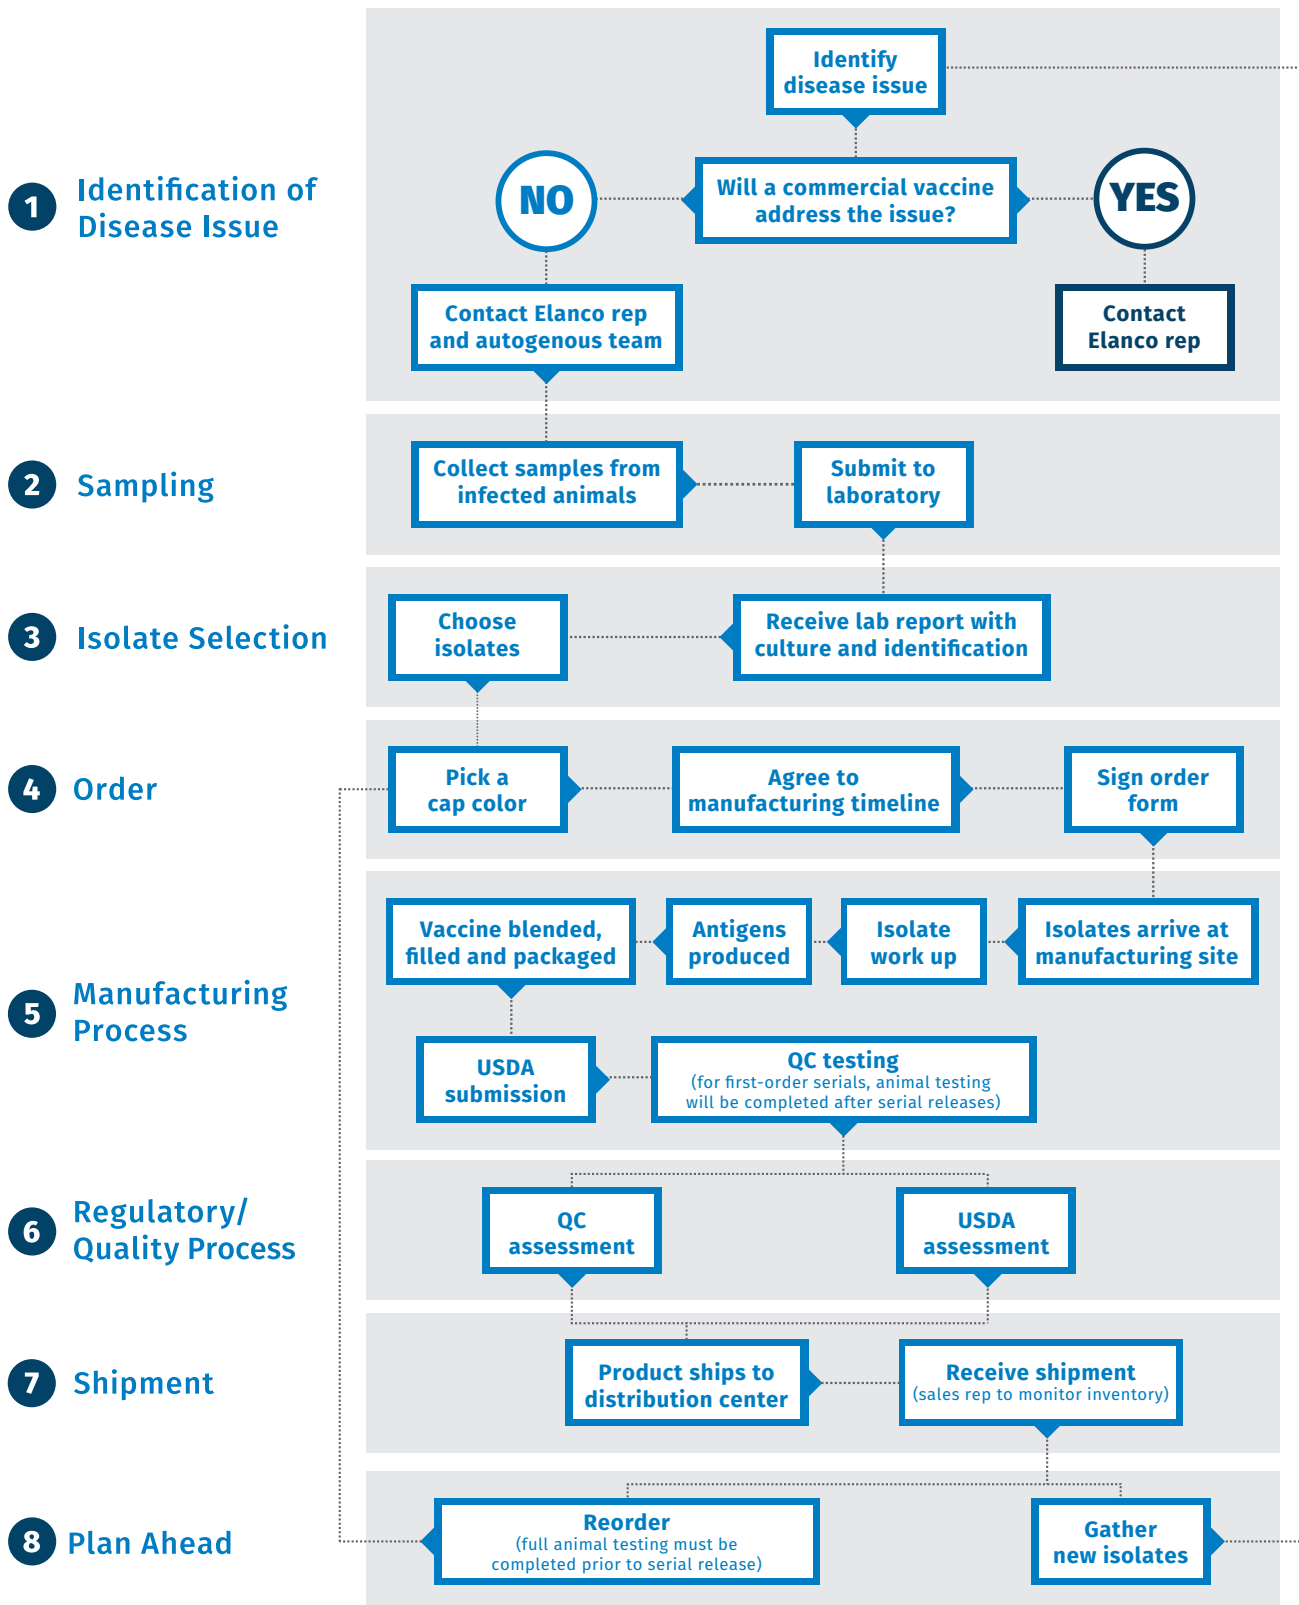 1
Identification of
Disease Issue
Identify
disease issue
Will a commercial vaccine
address the issue?
NO
YES
Contact Elanco rep
and autogenous team
Contact
Elanco rep
2
Sampling
Collect samples from
infected animals
Submit to
laboratory
3
Isolate Selection
Choose
isolates
Receive lab report with
culture and identification
4
Order
Pick a
cap color
Agree to
manufacturing timeline
Sign order
form
5
Manufacturing
Process
Vaccine blended,
filled and packaged
Antigens
produced
Isolate
work up
Isolates arrive at
manufacturing site
USDA
submission
QC testing
(for first-order serials, animal testing
will be completed after serial releases)
6
Regulatory/
Quality Process
QC
assessment
USDA
assessment
7
Shipment
Product ships to
distribution center
Receive shipment
(sales rep to monitor inventory)
8
Plan Ahead
Reorder
(full animal testing must be
completed prior to serial release)
Gather
new isolates